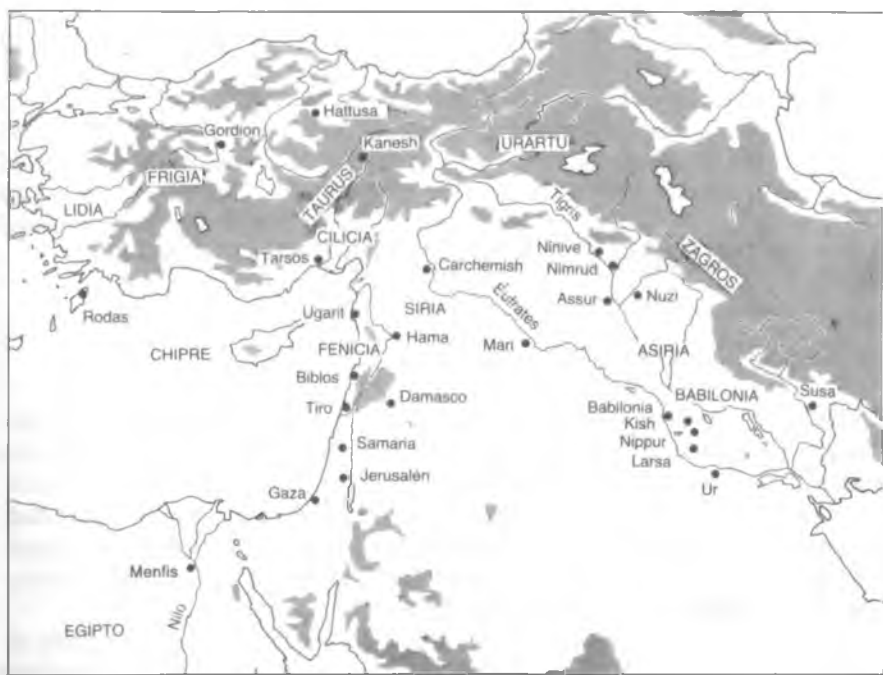 Hattusa
Gordion
Kanesh
URARTU
FRIGIA
TAURUS
LIDIA
Tigris
CILICIA
Tarsos
Nínive
Nimrud
ZAGROS
Carchemish
Rodas
Assur
Nuzi
Éufrates
Ugarit
SIRIA
CHIPRE
FENICIA
Hama
Mari
ASIRIA
Biblos
Damasco
Tiro
BABILONIA
Susa
Babilonia
Kish
Nippur
Larsa
Samaria
Jerusalén
Gaza
Ur
Menfis
Nilo
EGIPTO